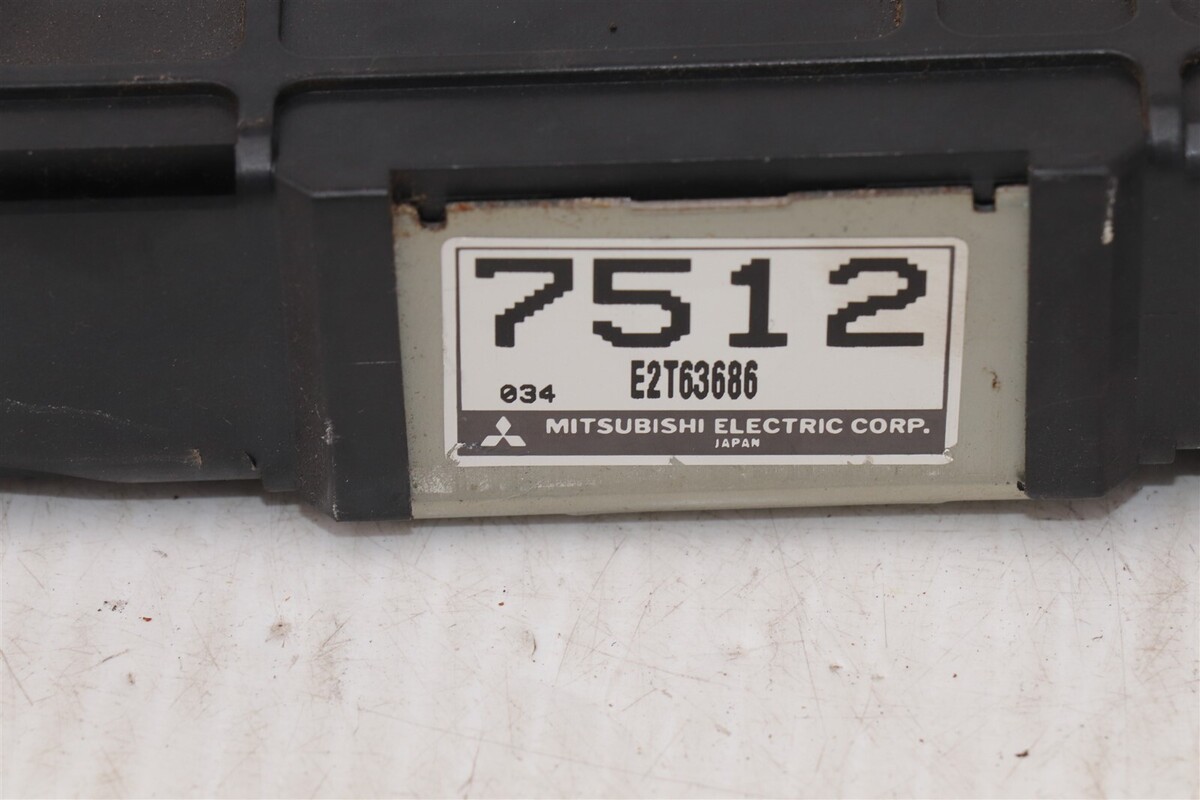 7512
E2T63686
034
MITSUBISHI ELECTRIC CORP.
JAPAN